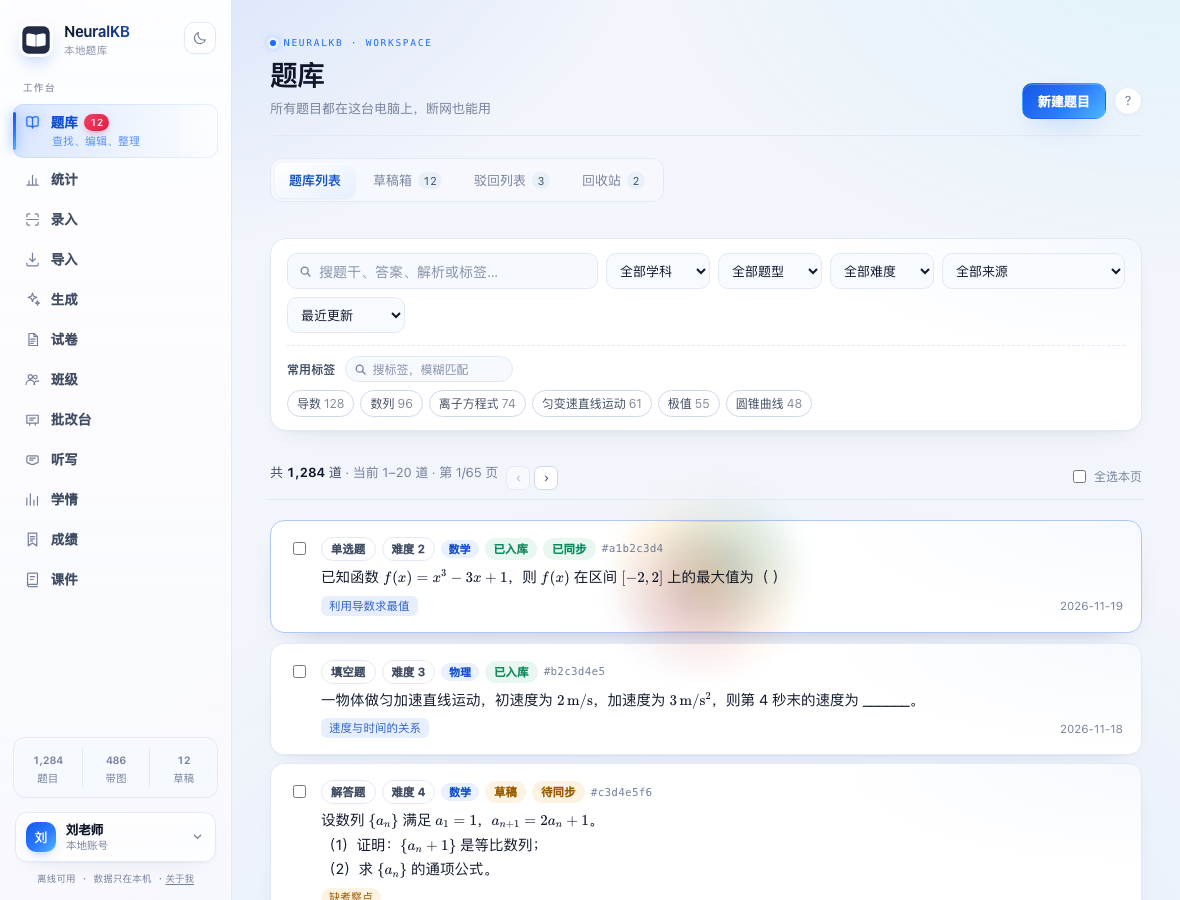 NeuralKB
本地题库
工作台
题库 12
查找、编辑、整理
统计
录入
导入
生成
试卷
班级
批改台
听写
学情
成绩
课件
1,284 486 12
题目 带图 草稿
刘 刘老师
本地账号
离线可用 · 数据只在本机 · 关于我
NEURALKB · WORKSPACE
题库
所有题目都在这台电脑上，断网也能用
新建题目 ?
题库列表 草稿箱 12 驳回列表 3 回收站 2
搜题干、答案、解析或标签... 全部学科 全部题型 全部难度 全部来源
最近更新
常用标签 搜标签，模糊匹配
导数 128 数列 96 离子方程式 74 匀变速直线运动 61 极值 55 圆锥曲线 48
共 1,284 道 · 当前 1–20 道 · 第 1/65 页 ‹ › 全选本页
单选题 难度 2 数学 已入库 已同步 #a1b2c3d4
已知函数 f(x) = x³ − 3x + 1，则 f(x) 在区间 [−2, 2] 上的最大值为（ ）
利用导数求最值 2026-11-19
填空题 难度 3 物理 已入库 #b2c3d4e5
一物体做匀加速直线运动，初速度为 2 m/s，加速度为 3 m/s²，则第 4 秒末的速度为 ______。
速度与时间的关系 2026-11-18
解答题 难度 4 数学 草稿 待同步 #c3d4e5f6
设数列 {aₙ} 满足 a₁ = 1，aₙ₊₁ = 2aₙ + 1。
（1）证明：{aₙ + 1} 是等比数列；
（2）求 {aₙ} 的通项公式。
缺考察点